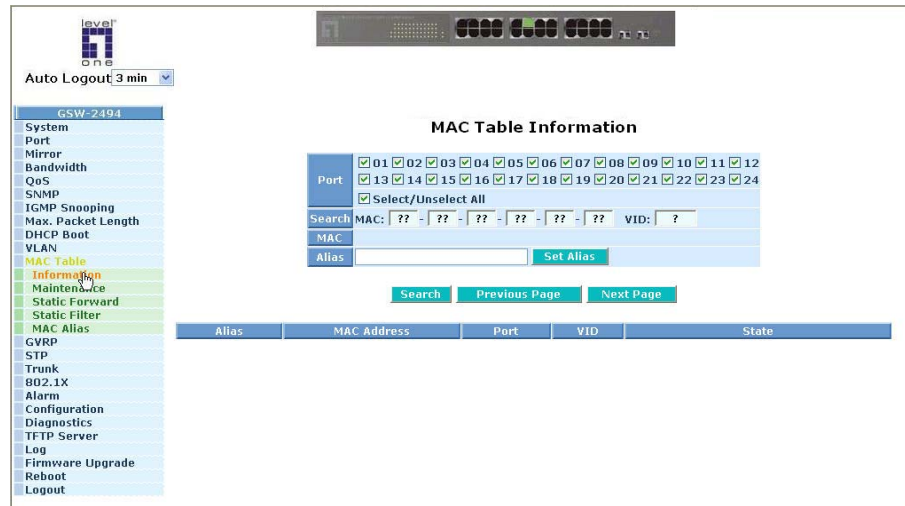 level
one
Auto Logout 3 min
GSW-2494
System
Port
Mirror
Bandwidth
QoS
SNMP
IGMP Snooping
Max. Packet Length
DHCP Boot
VLAN
MAC Table
Information
Maintenance
Static Forward
Static Filter
MAC Alias
GVRP
STP
Trunk
802.1X
Alarm
Configuration
Diagnostics
TFTP Server
Log
Firmware Upgrade
Reboot
Logout
MAC Table Information
Port
01 02 03 04 05 06 07 08 09 10 11 12
13 14 15 16 17 18 19 20 21 22 23 24
Select/Unselect All
Search MAC: ?? - ?? - ?? - ?? - ?? - ?? VID: ?
MAC
Alias Set Alias
Search Previous Page Next Page
Alias MAC Address Port VID State